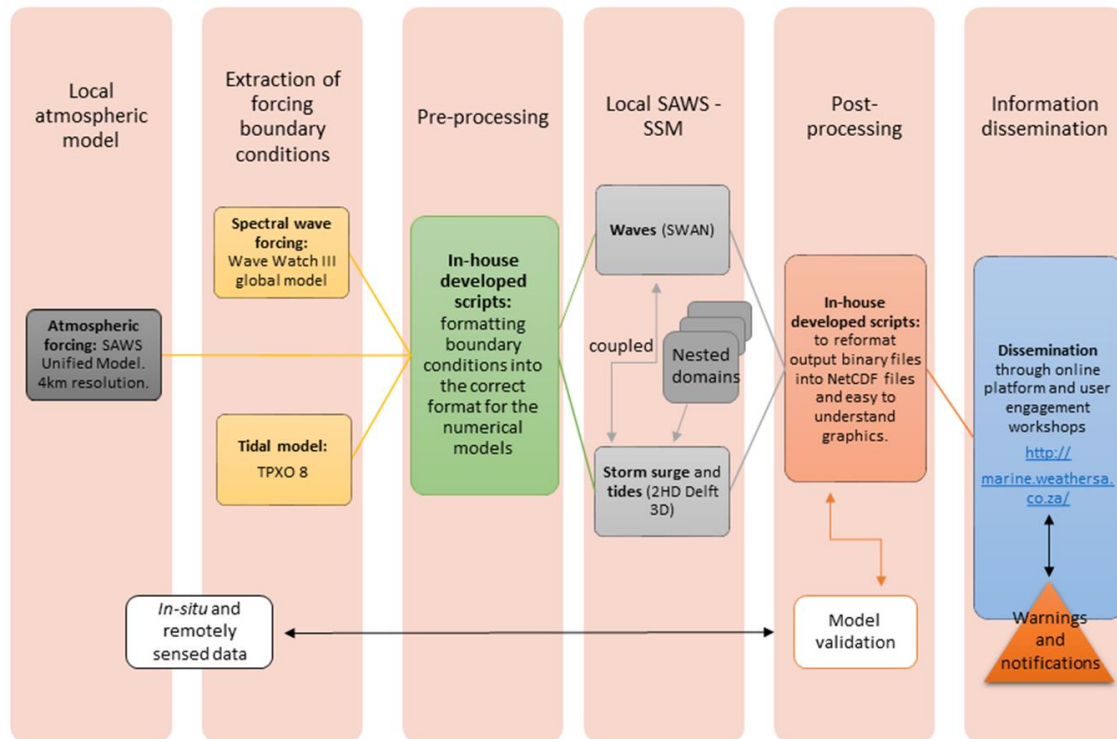 Local
atmospheric
model
Extraction of
forcing
boundary
conditions
Pre-processing
Local SAWS -
SSM
Post-
processing
Information
dissemination
Atmospheric
forcing: SAWS
Unified Model.
4km resolution.
Spectral wave
forcing:
Wave Watch III
global model
Tidal model:
TPXO 8
In-house
developed
scripts:
formatting
boundary
conditions into
the correct
format for the
numerical
models
Waves (SWAN)
coupled
Nested
domains
Storm surge and
tides (2HD Delft
3D)
In-house
developed scripts:
to reformat
output binary files
into NetCDF files
and easy to
understand
graphics.
Dissemination
through online
platform and user
engagement
workshops
http://
marine.weathersa.
co.za/
In-situ and
remotely
sensed data
Model
validation
Warnings
and
notifications